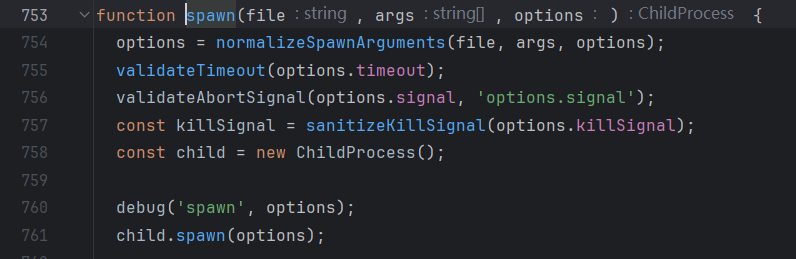 753 function spawn(file : string , args : string[] , options : ) : ChildProcess {
754 options = normalizeSpawnArguments(file, args, options);
755 validateTimeout(options.timeout);
756 validateAbortSignal(options.signal, 'options.signal');
757 const killSignal = sanitizeKillSignal(options.killSignal);
758 const child = new ChildProcess();
759
760 debug('spawn', options);
761 child.spawn(options);